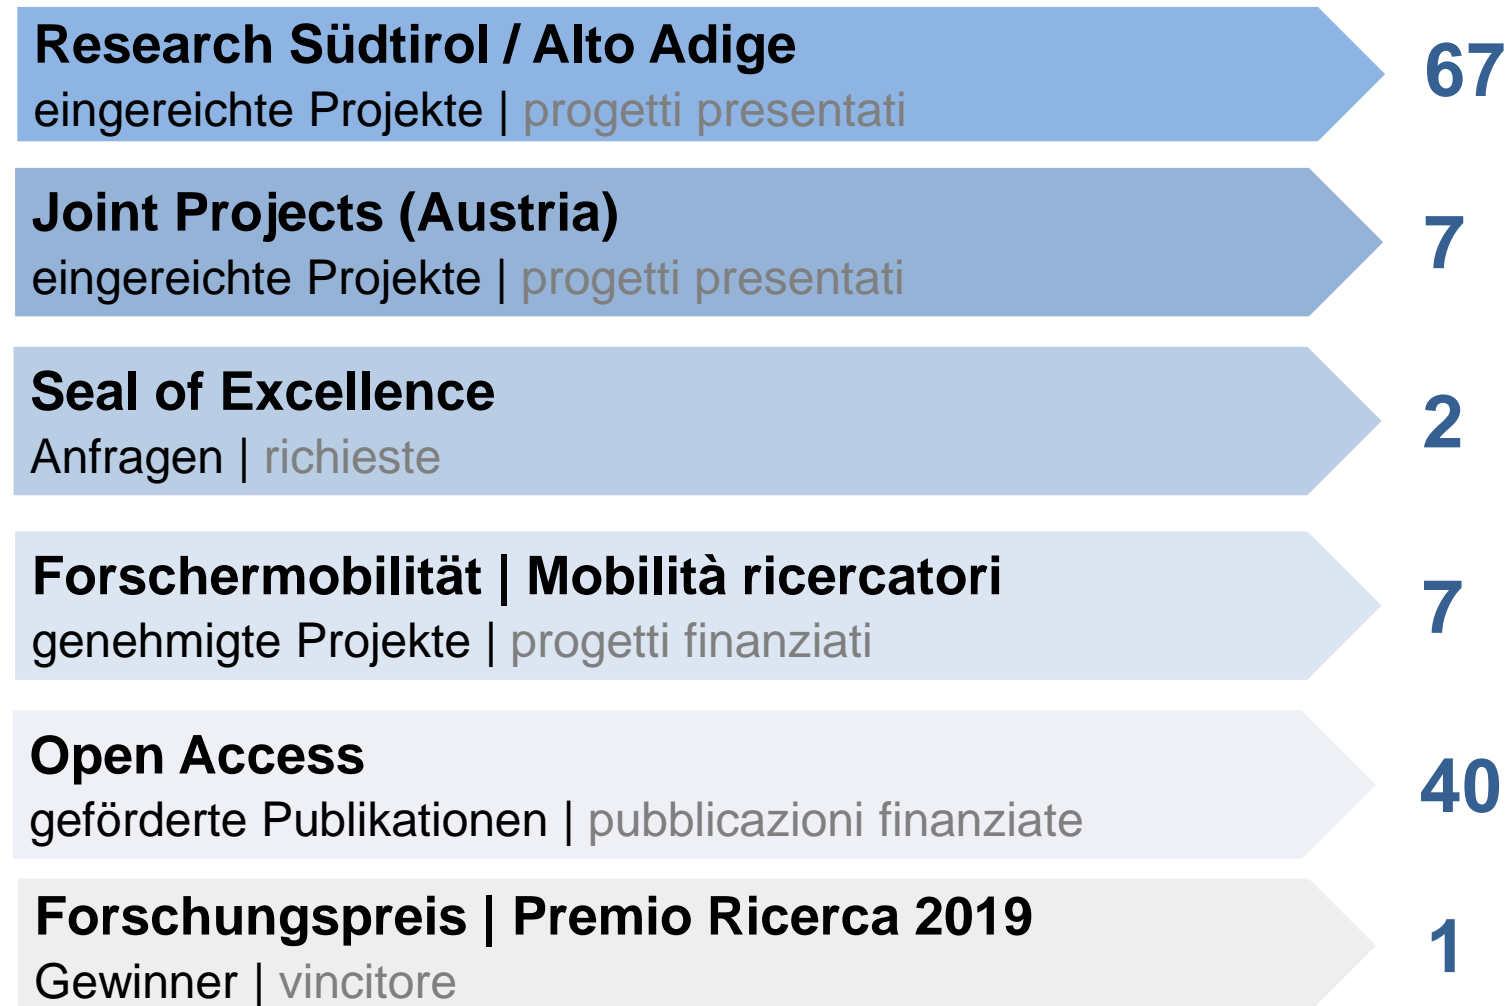 Research Südtirol / Alto Adige
67
eingereichte Projekte | progetti presentati
Joint Projects (Austria)
7
eingereichte Projekte | progetti presentati
Seal of Excellence
2
Anfragen | richieste
Forschermobilität | Mobilità ricercatori
7
genehmigte Projekte | progetti finanziati
Open Access
40
geförderte Publikationen | pubblicazioni finanziate
Forschungspreis | Premio Ricerca 2019
1
Gewinner | vincitore